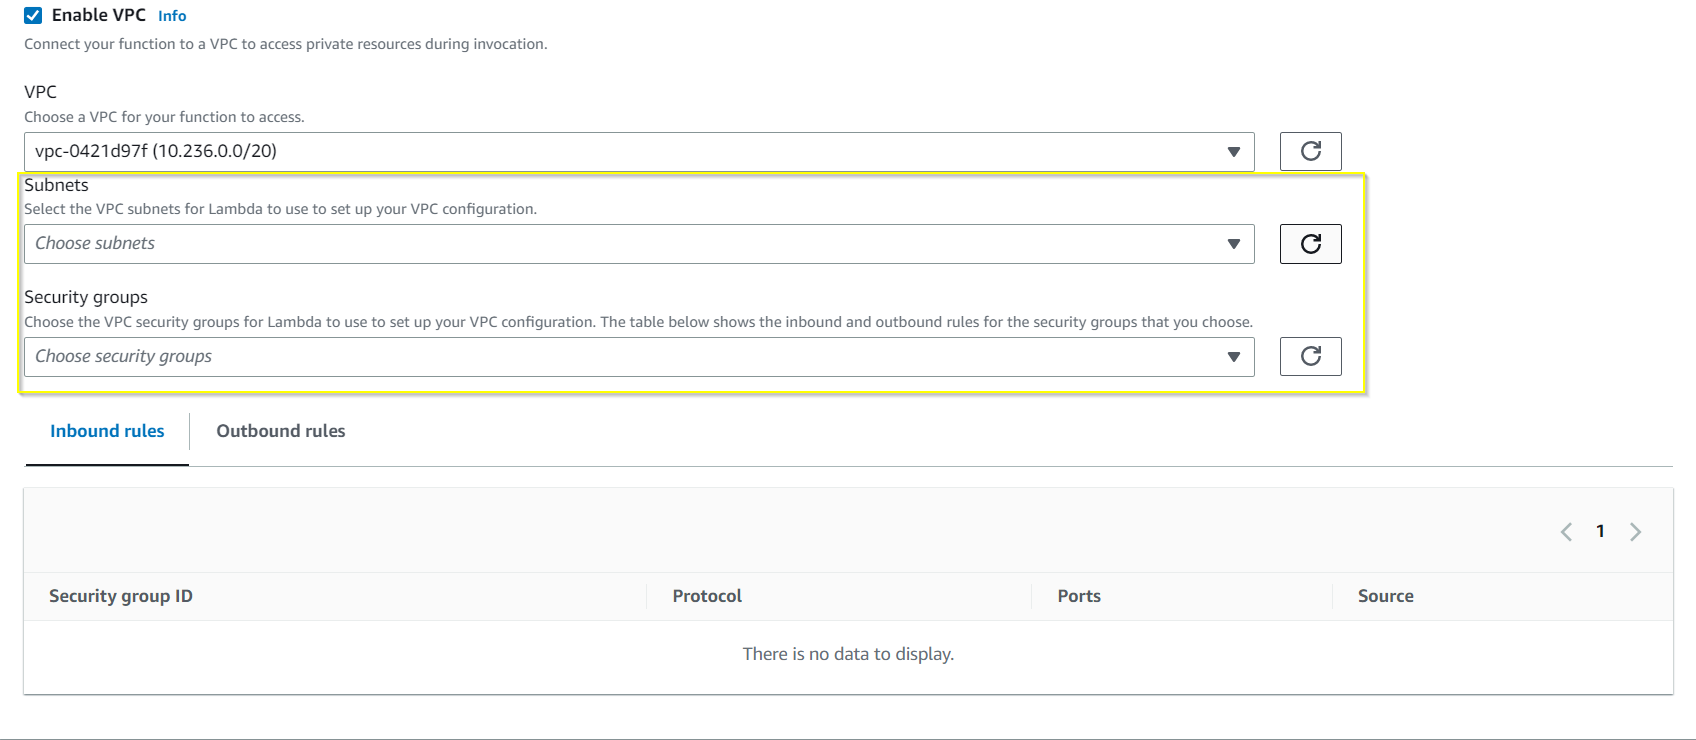 Enable VPC Info
Connect your function to a VPC to access private resources during invocation.
VPC
Choose a VPC for your function to access.
vpc-0421d97f (10.236.0.0/20)
Subnets
Select the VPC subnets for Lambda to use to set up your VPC configuration.
Choose subnets
Security groups
Choose the VPC security groups for Lambda to use to set up your VPC configuration. The table below shows the inbound and outbound rules for the security groups that you choose.
Choose security groups
Inbound rules Outbound rules
1
Security group ID Protocol Ports Source
There is no data to display.